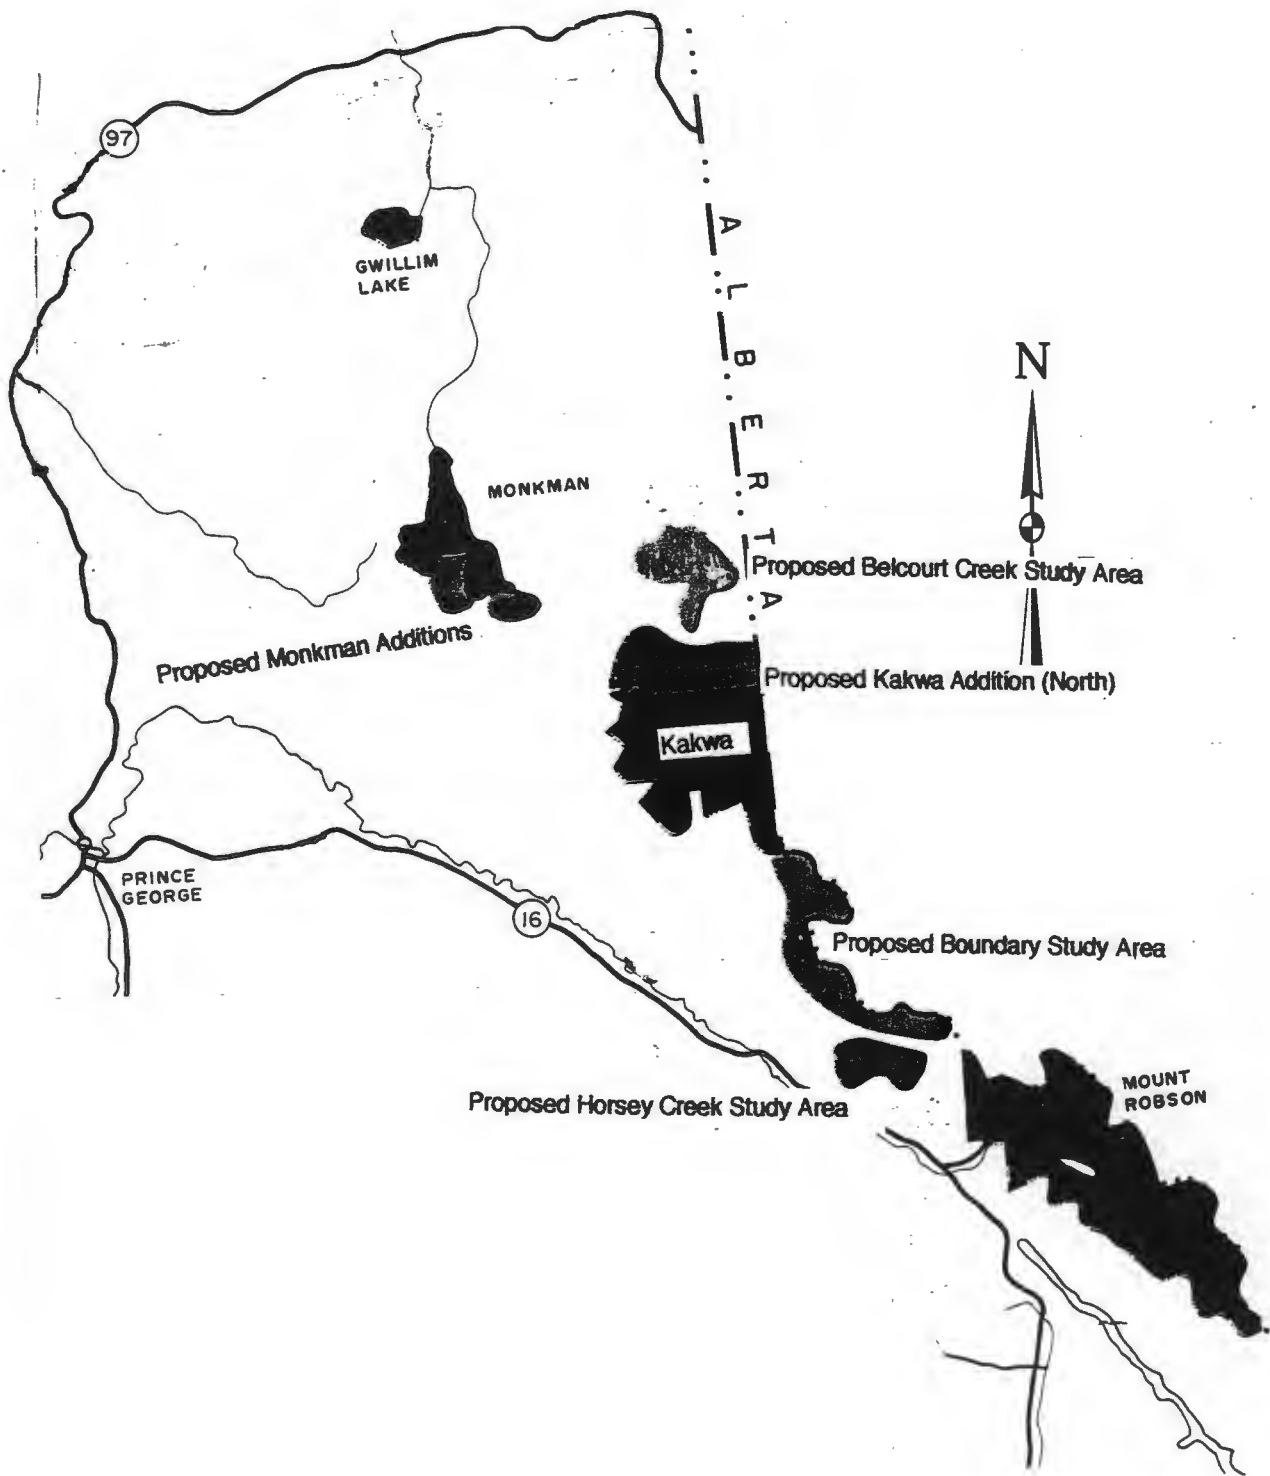 97
GWILLIM
LAKE
ALBERTA
N
MONKMAN
Proposed Belcourt Creek Study Area
Proposed Monkman Additions
Proposed Kakwa Addition (North)
Kakwa
PRINCE
GEORGE
16
Proposed Boundary Study Area
MOUNT
ROBSON
Proposed Horsey Creek Study Area